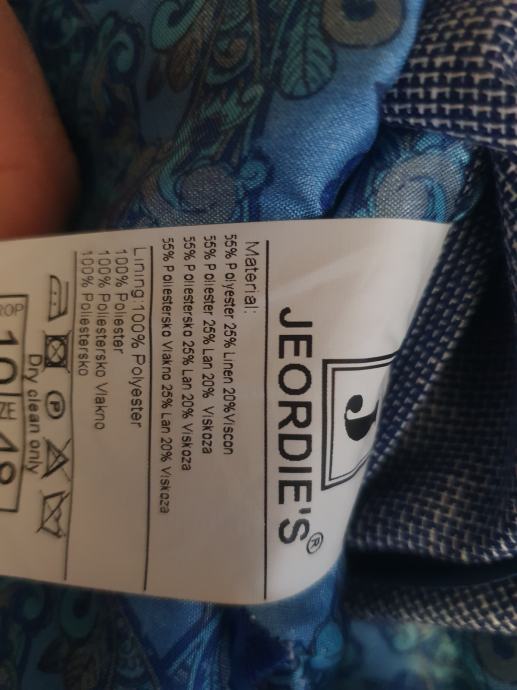 J
JEORDIE'S®
Material:
55% Polyester 25% Linen 20%Viscon
55% Poliester 25% Lan 20% Viskoza
55% Poliestersko 25% Lan 20% Viskoza
55% Poliestersko Vlakno 25% Lan 20% Viskoza
Lining:100% Polyester
100% Poliester
100% Poliestersko Vlakno
100% Poliestersko
P
Dry clean only